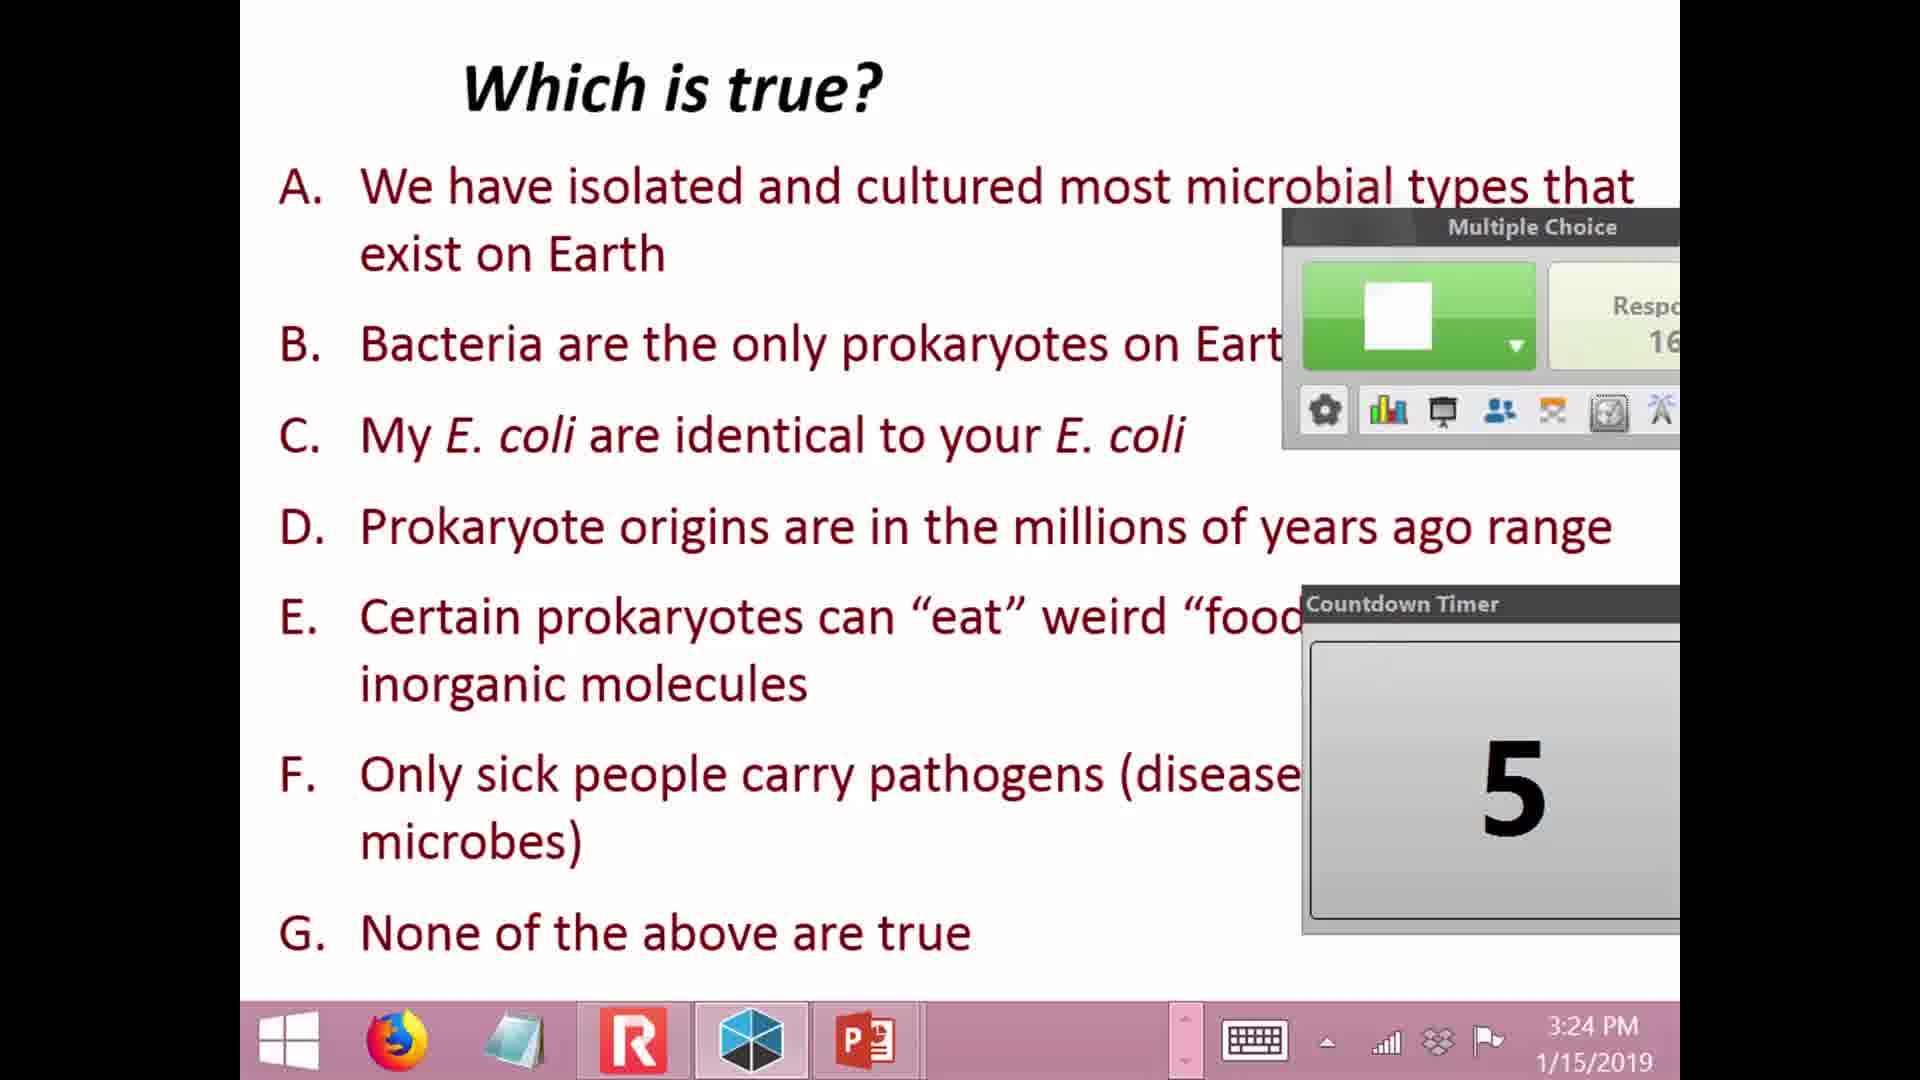 Which is true?
A. We have isolated and cultured most microbial types that
exist on Earth
Multiple Choice
Respo
16
B. Bacteria are the only prokaryotes on Eart
C. My E. coli are identical to your E. coli
D. Prokaryote origins are in the millions of years ago range
E. Certain prokaryotes can “eat” weird “food
inorganic molecules
Countdown Timer
5
F. Only sick people carry pathogens (disease
microbes)
G. None of the above are true
3:24 PM
1/15/2019